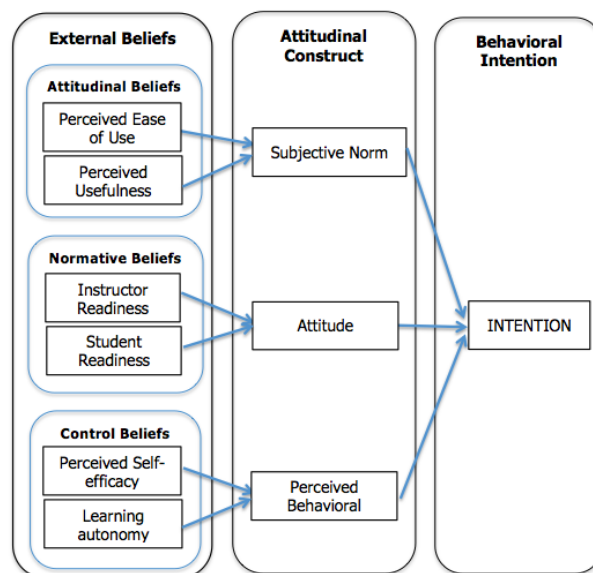 External Beliefs
Attitudinal Beliefs
Perceived Ease
of Use
Perceived
Usefulness
Normative Beliefs
Instructor
Readiness
Student
Readiness
Control Beliefs
Perceived Self-
efficacy
Learning
autonomy
Attitudinal
Construct
Subjective Norm
Attitude
Perceived
Behavioral
Behavioral
Intention
INTENTION